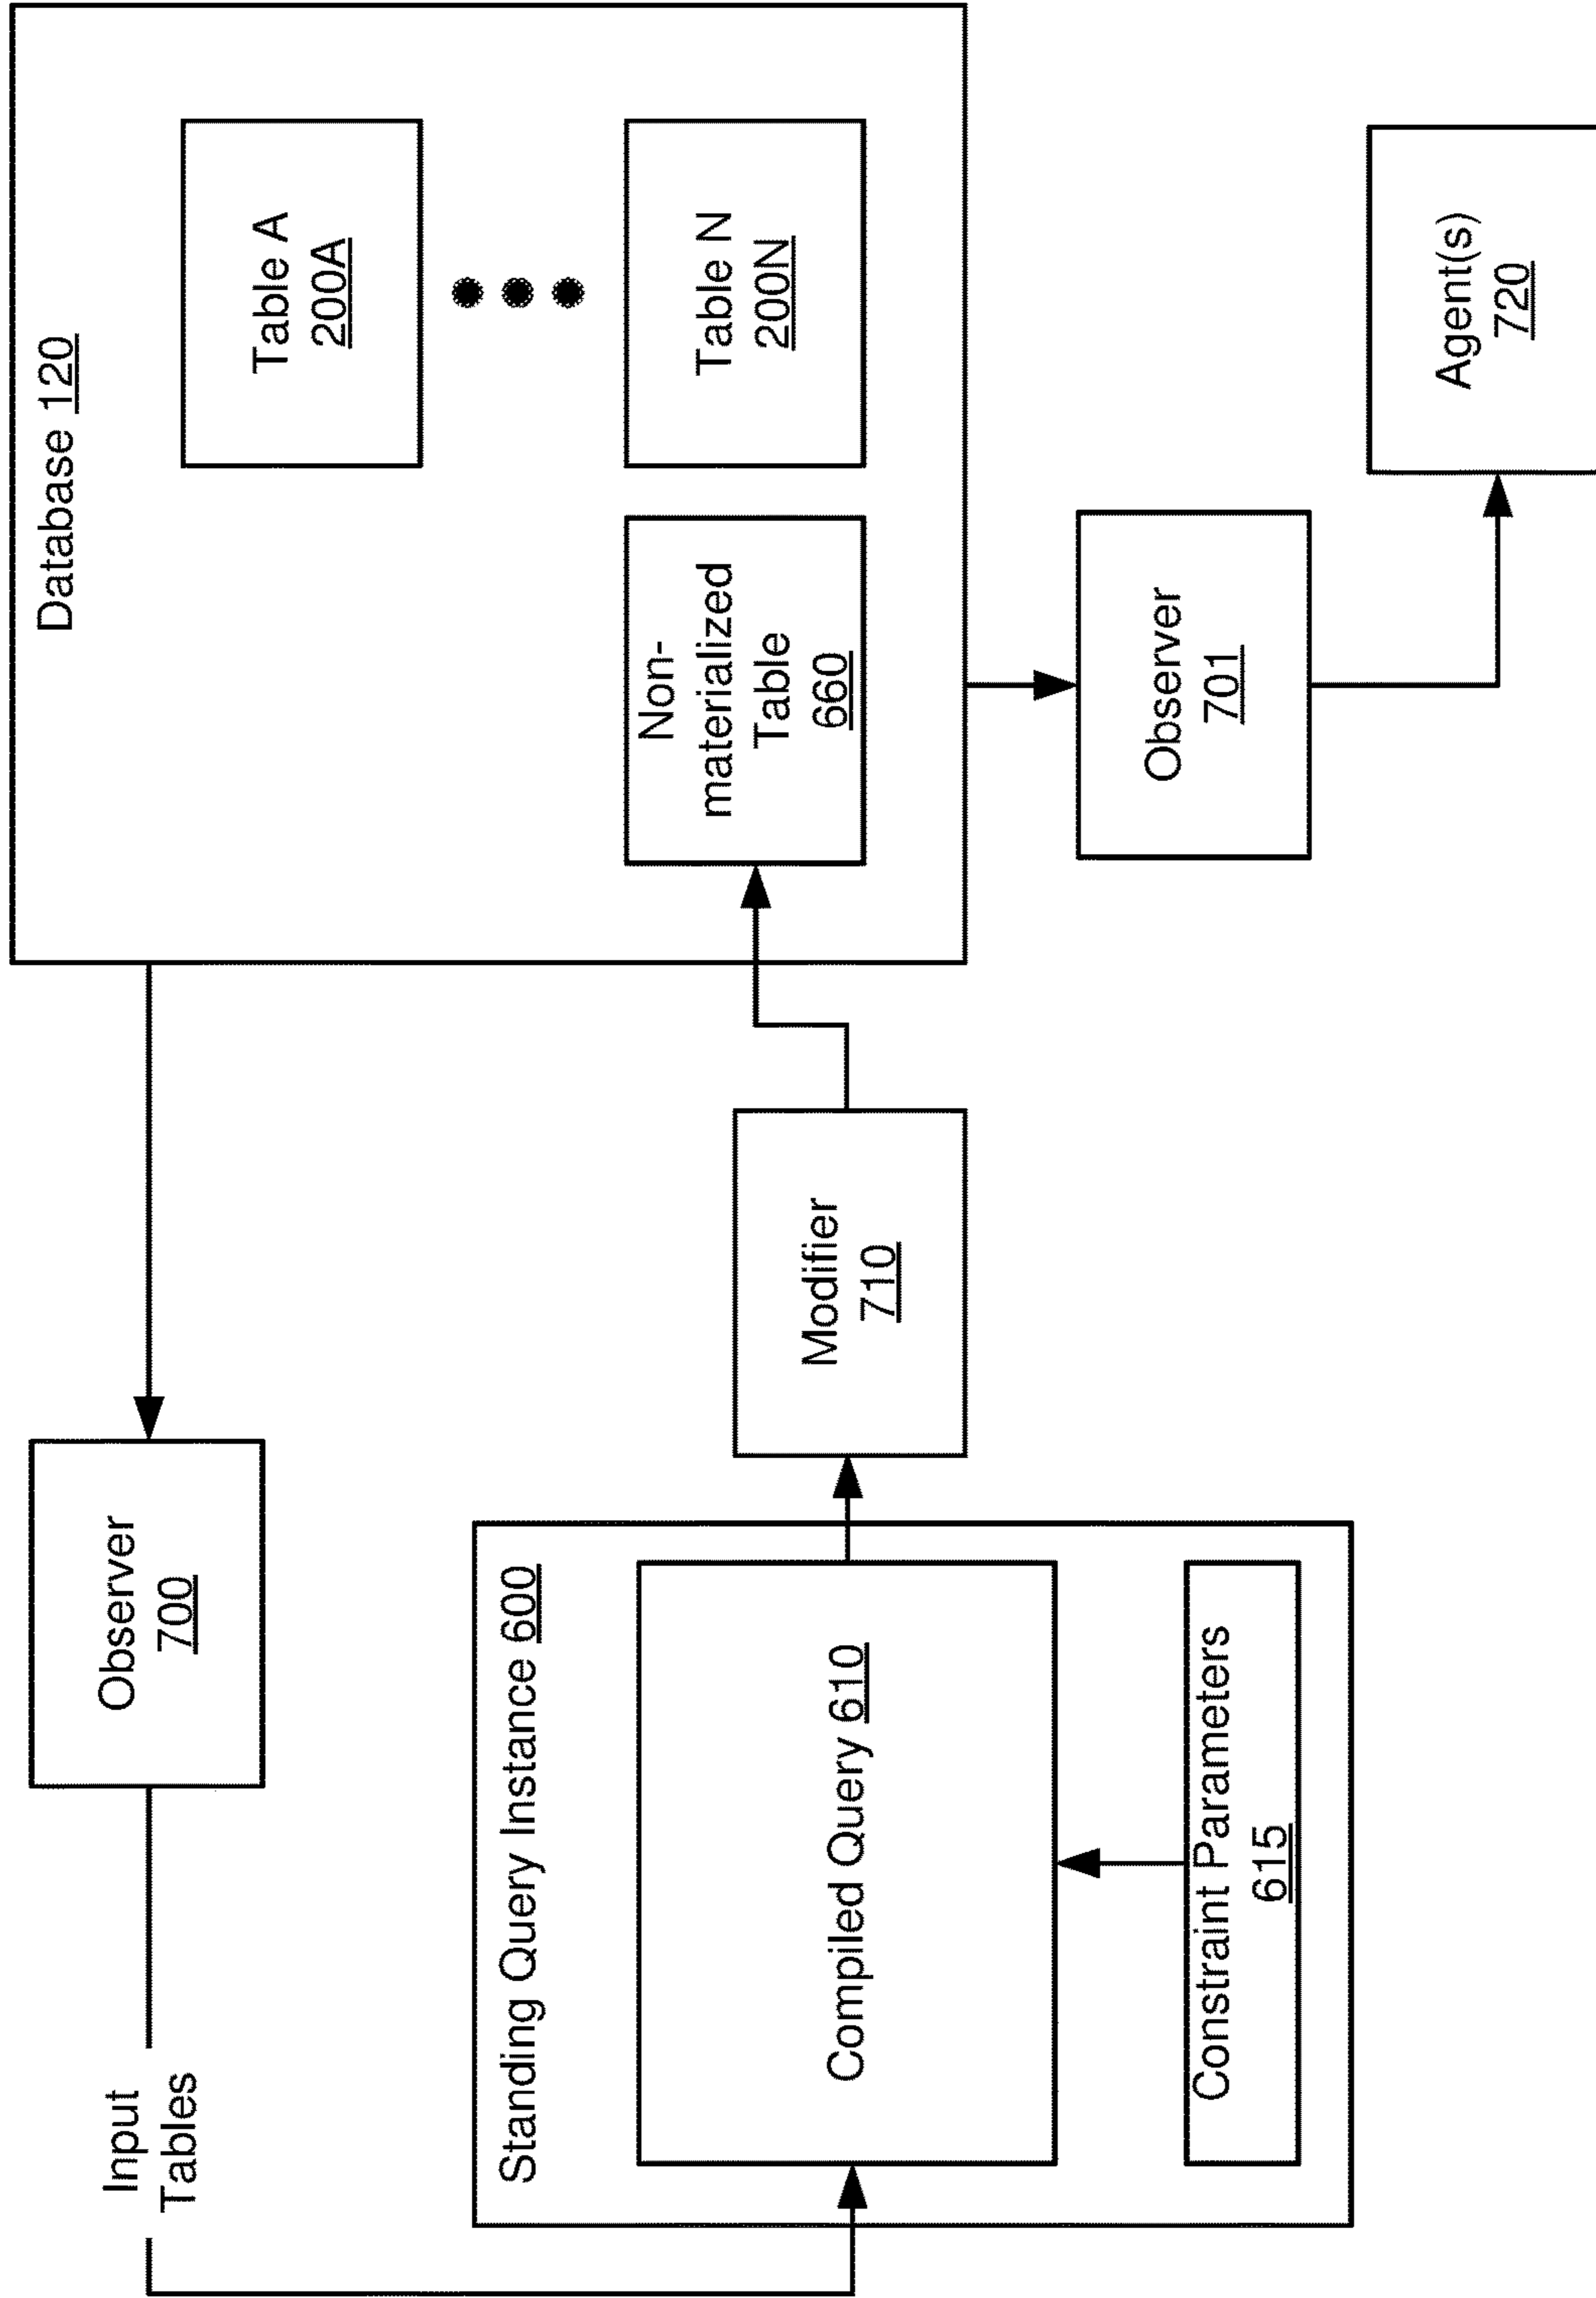 Input
Tables
Observer
700
Database 120
Table A
200A
Table N
200N
Non-
materialized
Table
660
Standing Query Instance 600
Compiled Query 610
Constraint Parameters
615
Modifier
710
Observer
701
Agent(s)
720